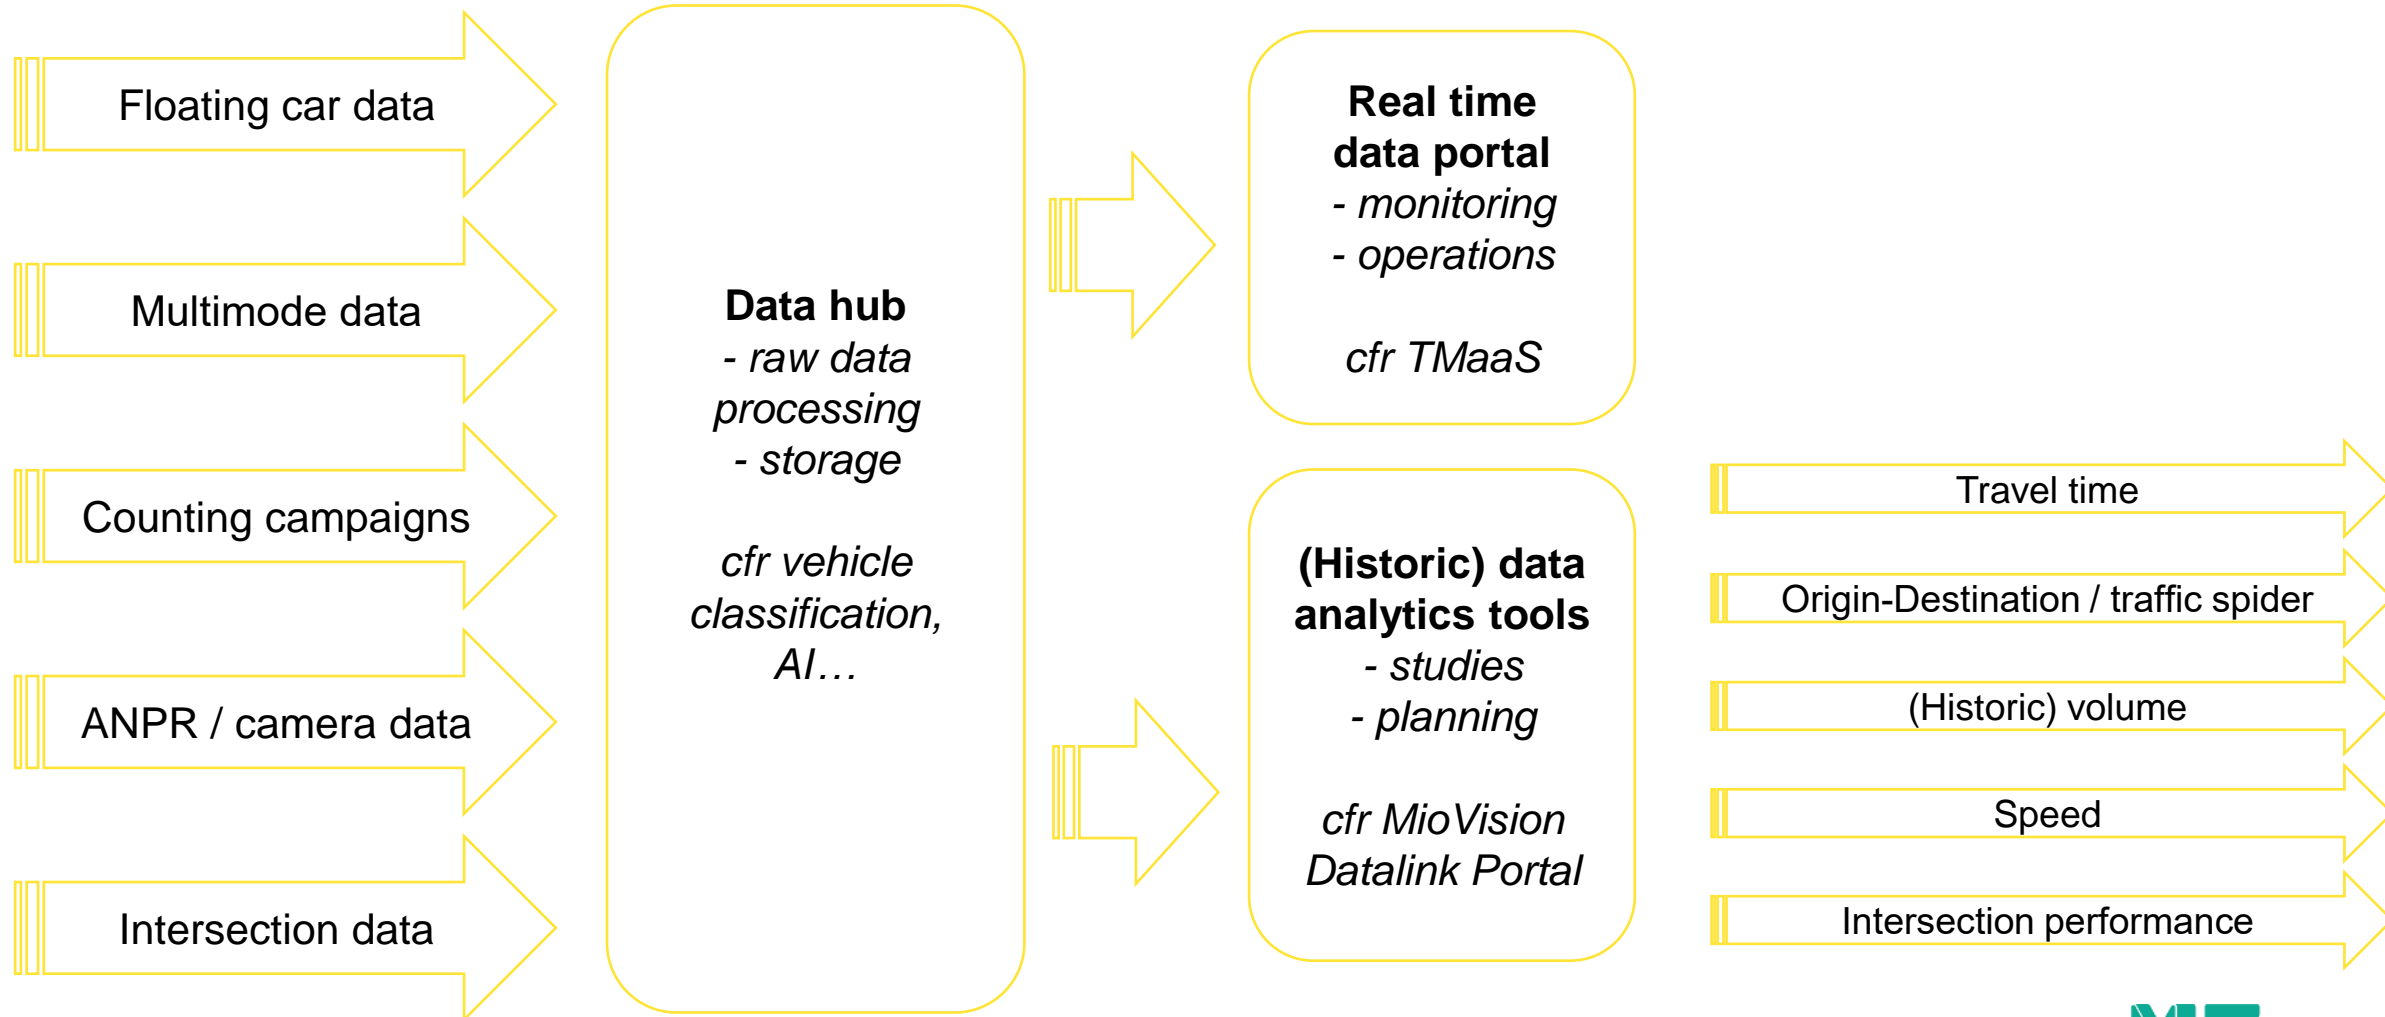 Floating car data
Multimode data
Counting campaigns
ANPR / camera data
Intersection data
Data hub
- raw data
processing
- storage
cfr vehicle
classification,
AI…
Real time
data portal
- monitoring
- operations
cfr TMaaS
(Historic) data
analytics tools
- studies
- planning
cfr MioVision
Datalink Portal
Travel time
Origin-Destination / traffic spider
(Historic) volume
Speed
Intersection performance